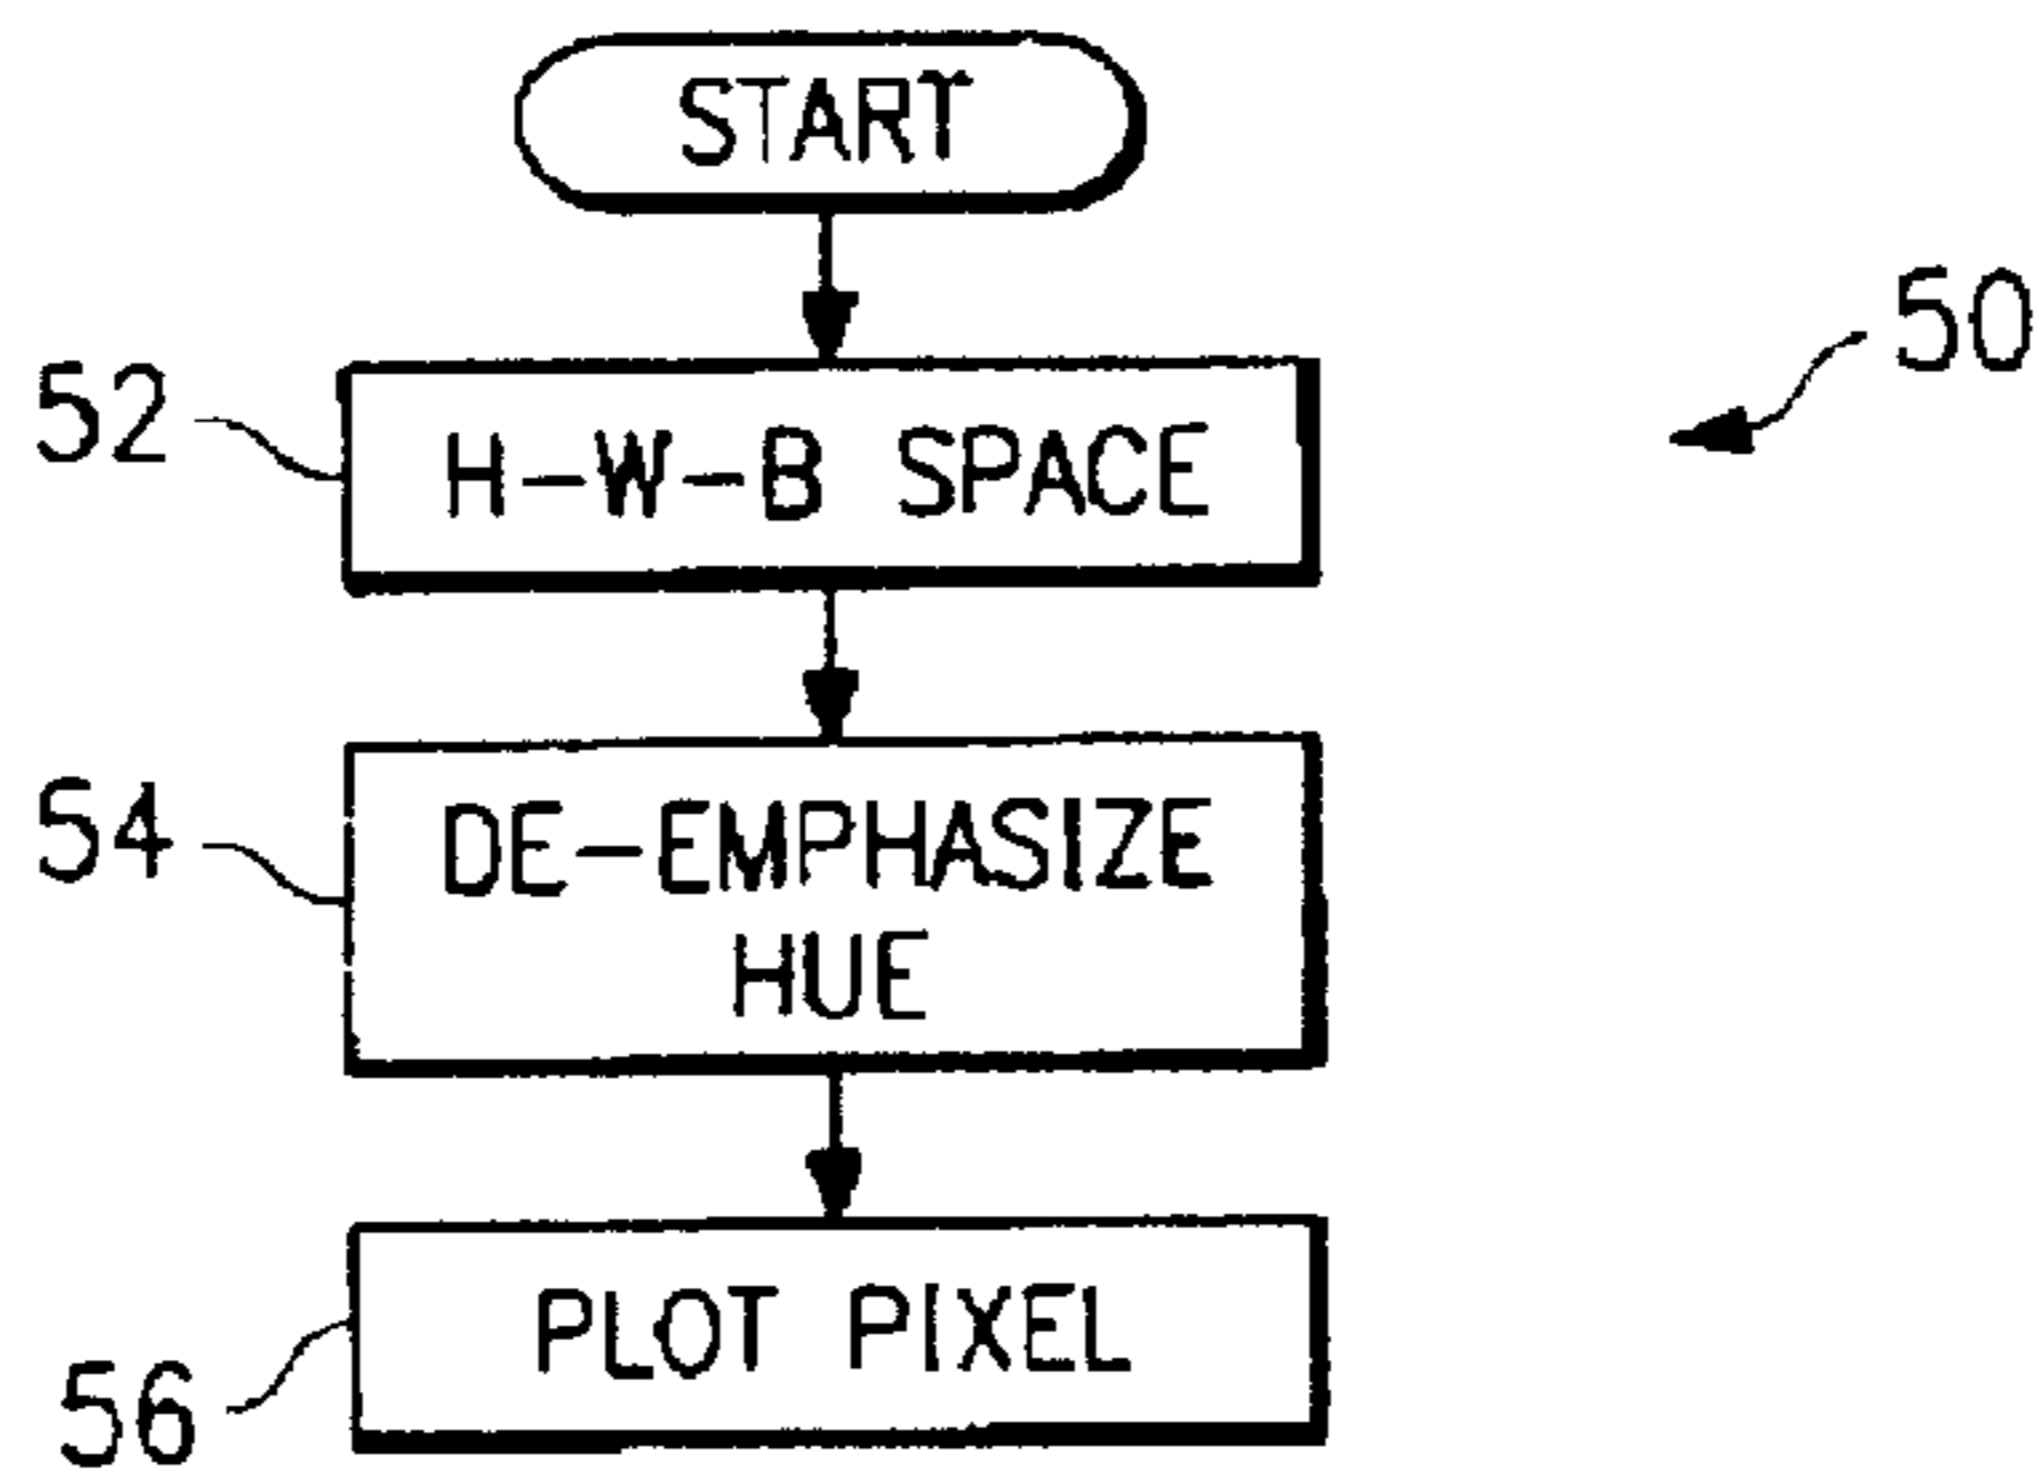 START
50
52
H-W-B SPACE
54
DE-EMPHASIZE
HUE
56
PLOT PIXEL